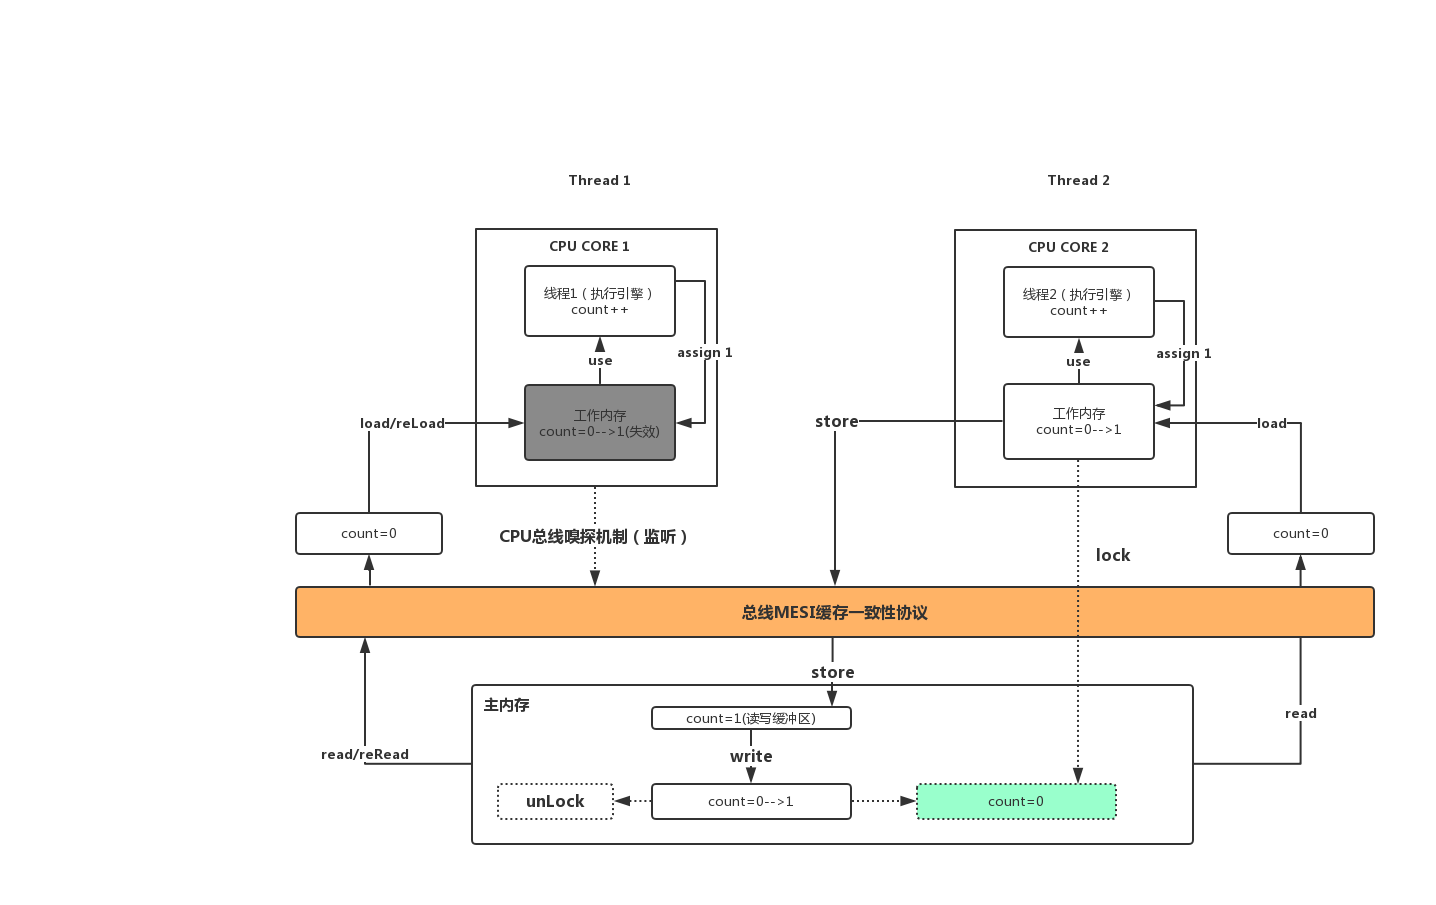 Thread 1
Thread 2
CPU CORE 1
CPU CORE 2
线程1（执行引擎）
count++
线程2（执行引擎）
count++
use
assign 1
use
assign 1
工作内存
count=0-->1(失效)
工作内存
count=0-->1
load/reLoad
store
load
count=0
CPU总线嗅探机制（监听）
lock
count=0
总线MESI缓存一致性协议
store
主内存
count=1(读写缓冲区)
read
read/reRead
write
unLock
count=0-->1
count=0